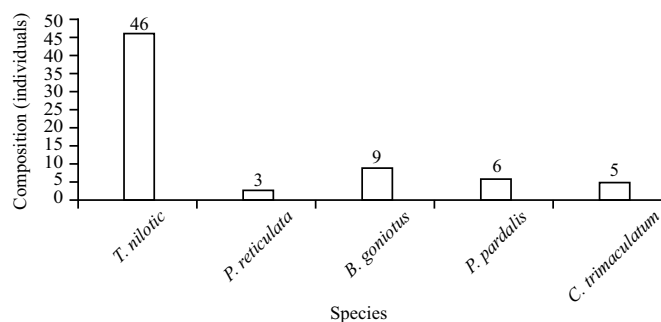 Composition (individuals)
50
45
40
35
30
25
20
15
10
5
0
46
3
9
6
5
T. nilotic
P. reticulata
B. goniotus
P. pardalis
C. trimaculatum
Species